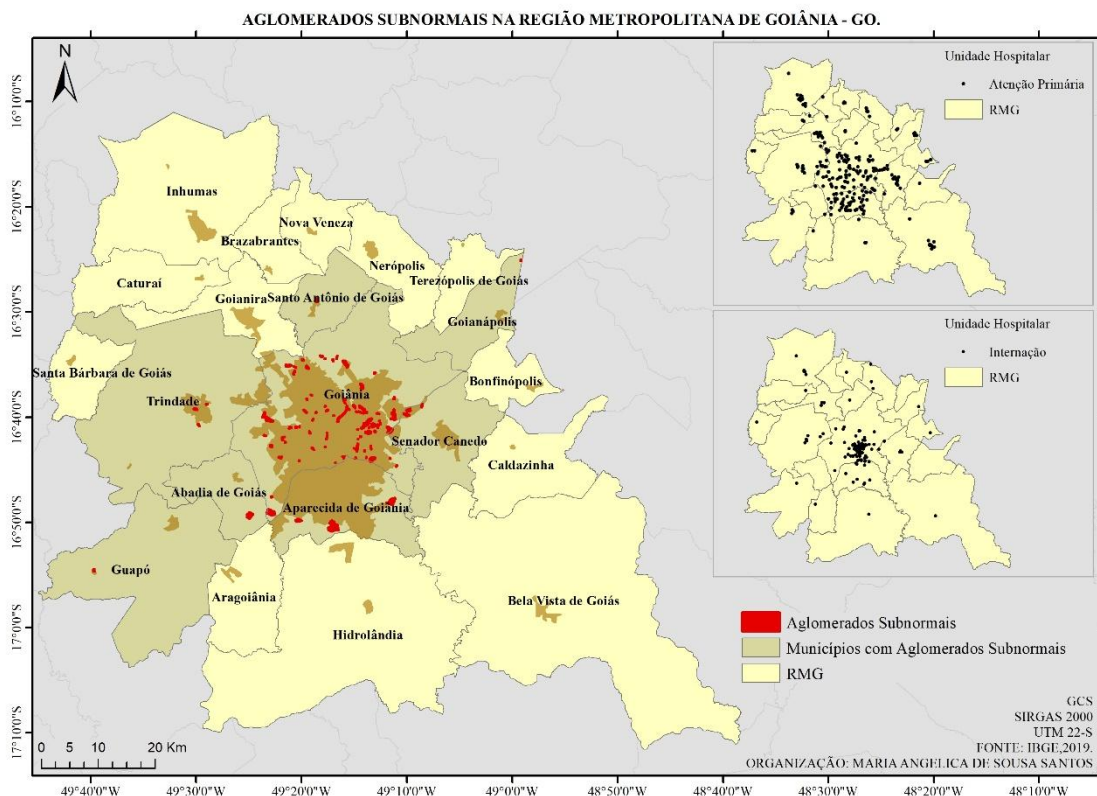 AGLOMERADOS SUBNORMAIS NA REGIÃO METROPOLITANA DE GOIÂNIA - GO.
N
16°10'0"S
16°20'0"S
16°30'0"S
16°40'0"S
16°50'0"S
17°0'0"S
17°10'0"S
Inhumas
Nova Veneza
Brazabrantes
Nerópolis
Caturaí
Terezópolis de Goiás
Goianira
Santo Antônio de Goiás
Goianápolis
Santa Bárbara de Goiás
Bonfinópolis
Goiânia
Trindade
Senador Canedo
Caldazinha
Abadia de Goiás
Aparecida de Goiânia
Guapó
Aragoiânia
Bela Vista de Goiás
Hidrolândia
Unidade Hospitalar
Atenção Primária
RMG
Unidade Hospitalar
Internação
RMG
Aglomerados Subnormais
Municípios com Aglomerados Subnormais
RMG
GCS
SIRGAS 2000
UTM 22-S
FONTE: IBGE,2019.
ORGANIZAÇÃO: MARIA ANGELICA DE SOUSA SANTOS
0 5 10 20 Km
49°40'0"W 49°30'0"W 49°20'0"W 49°10'0"W 49°0'0"W 48°50'0"W 48°40'0"W 48°30'0"W 48°20'0"W 48°10'0"W